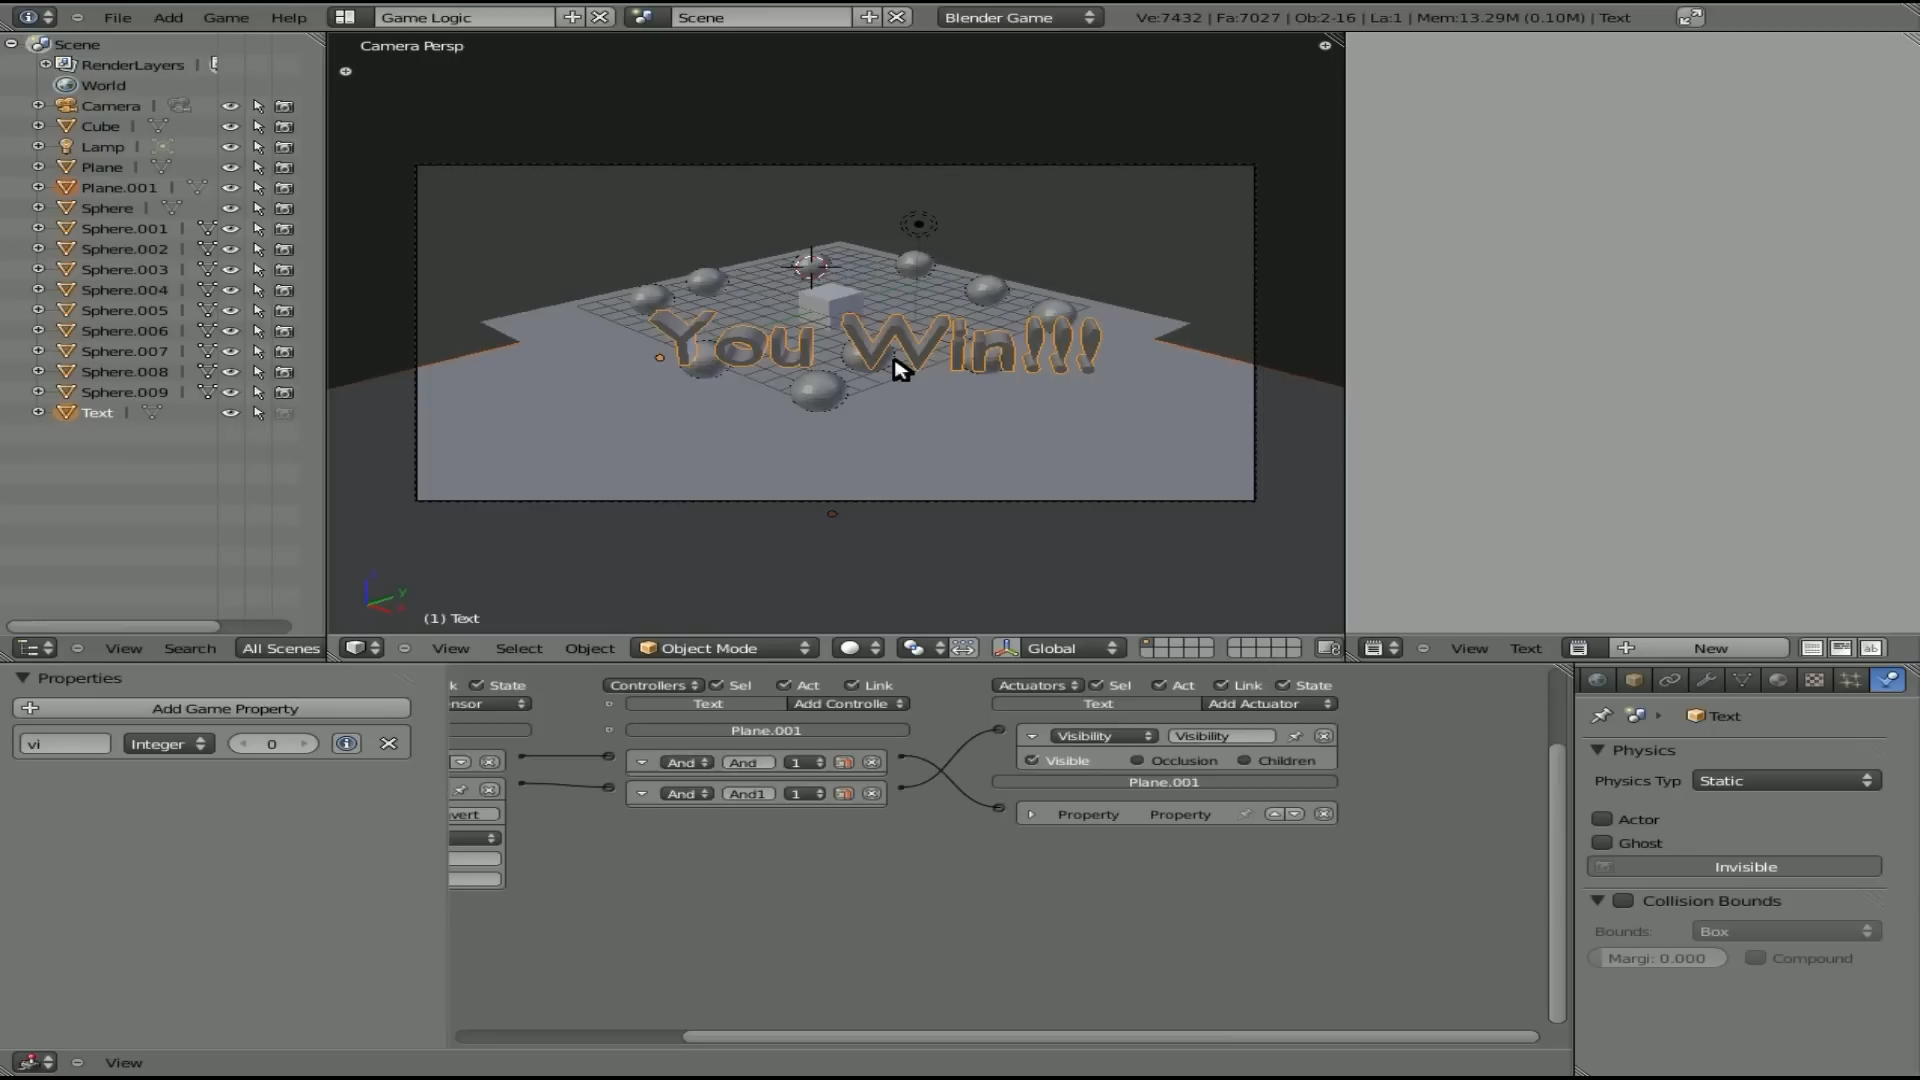 File Add Game Help Game Logic Scene Blender Game Ve:7432 | Fa:7027 | Ob:2-16 | La:1 | Mem:13.29M (0.10M) | Text
Scene
RenderLayers |
World
Camera |
Cube |
Lamp |
Plane |
Plane.001 |
Sphere |
Sphere.001 |
Sphere.002 |
Sphere.003 |
Sphere.004 |
Sphere.005 |
Sphere.006 |
Sphere.007 |
Sphere.008 |
Sphere.009 |
Text |
Camera Persp
You Win!!!
(1) Text
View Search All Scenes
View Select Object Object Mode Global
View Text New
Properties
Add Game Property
vi Integer 0
k State Controllers Sel Act Link Actuators Sel Act Link State
nsor Text Add Controlle Text Add Actuator
Plane.001
And And 1
And And1 1
vert
Visibility Visibility
Visible Occlusion Children
Plane.001
Property Property
Text
Physics
Physics Typ Static
Actor
Ghost
Invisible
Collision Bounds
Bounds: Box
Margi: 0.000 Compound
View